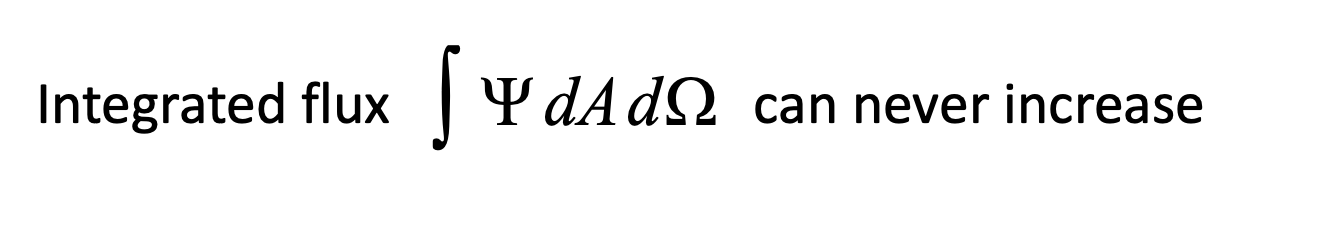 Integrated flux ∫ Ψ dA dΩ can never increase